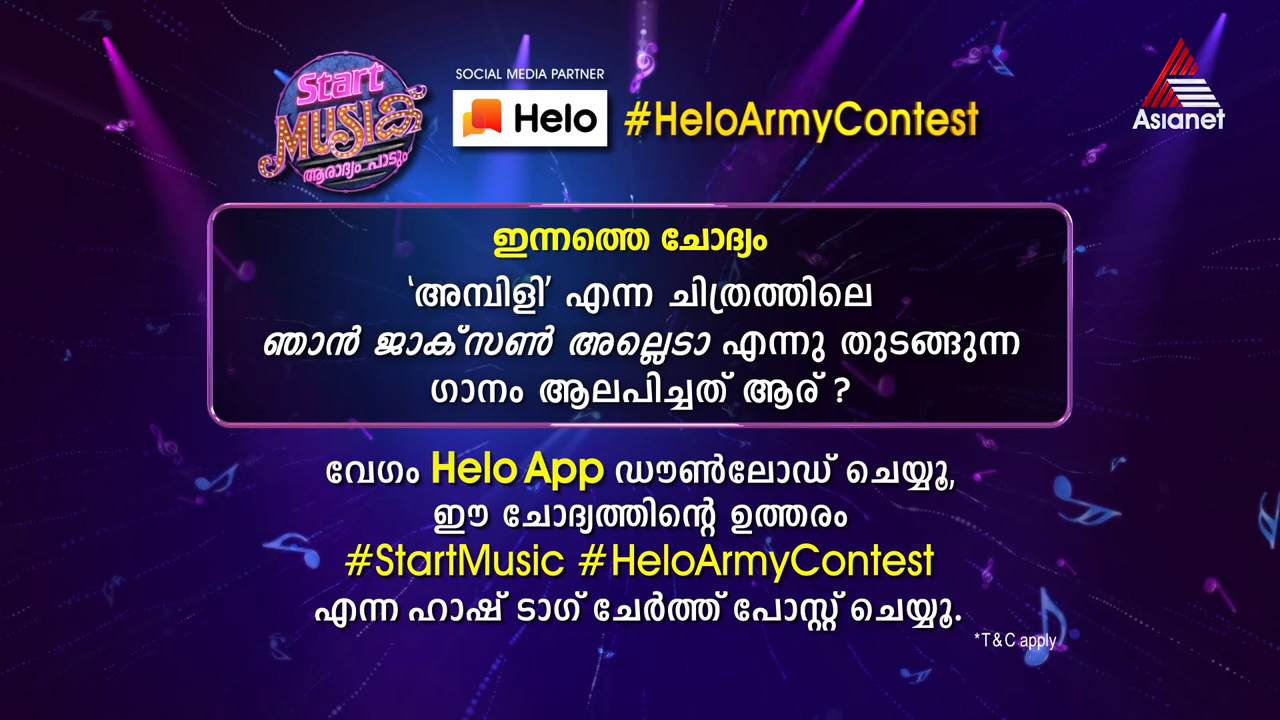 Start
MUSIക്
ആരാദ്യം പാടും
SOCIAL MEDIA PARTNER
Helo
#HeloArmyContest
Asianet
ഇന്നത്തെ ചോദ്യം
‘അമ്പിളി’ എന്ന ചിത്രത്തിലെ
ഞാൻ ജാക്സൺ അല്ലെടാ എന്നു തുടങ്ങുന്ന
ഗാനം ആലപിച്ചത് ആര് ?
വേഗം Helo App ഡൗൺലോഡ് ചെയ്യൂ,
ഈ ചോദ്യത്തിന്റെ ഉത്തരം
#StartMusic #HeloArmyContest
എന്ന ഹാഷ് ടാഗ് ചേർത്ത് പോസ്റ്റ് ചെയ്യൂ.
*T & C apply